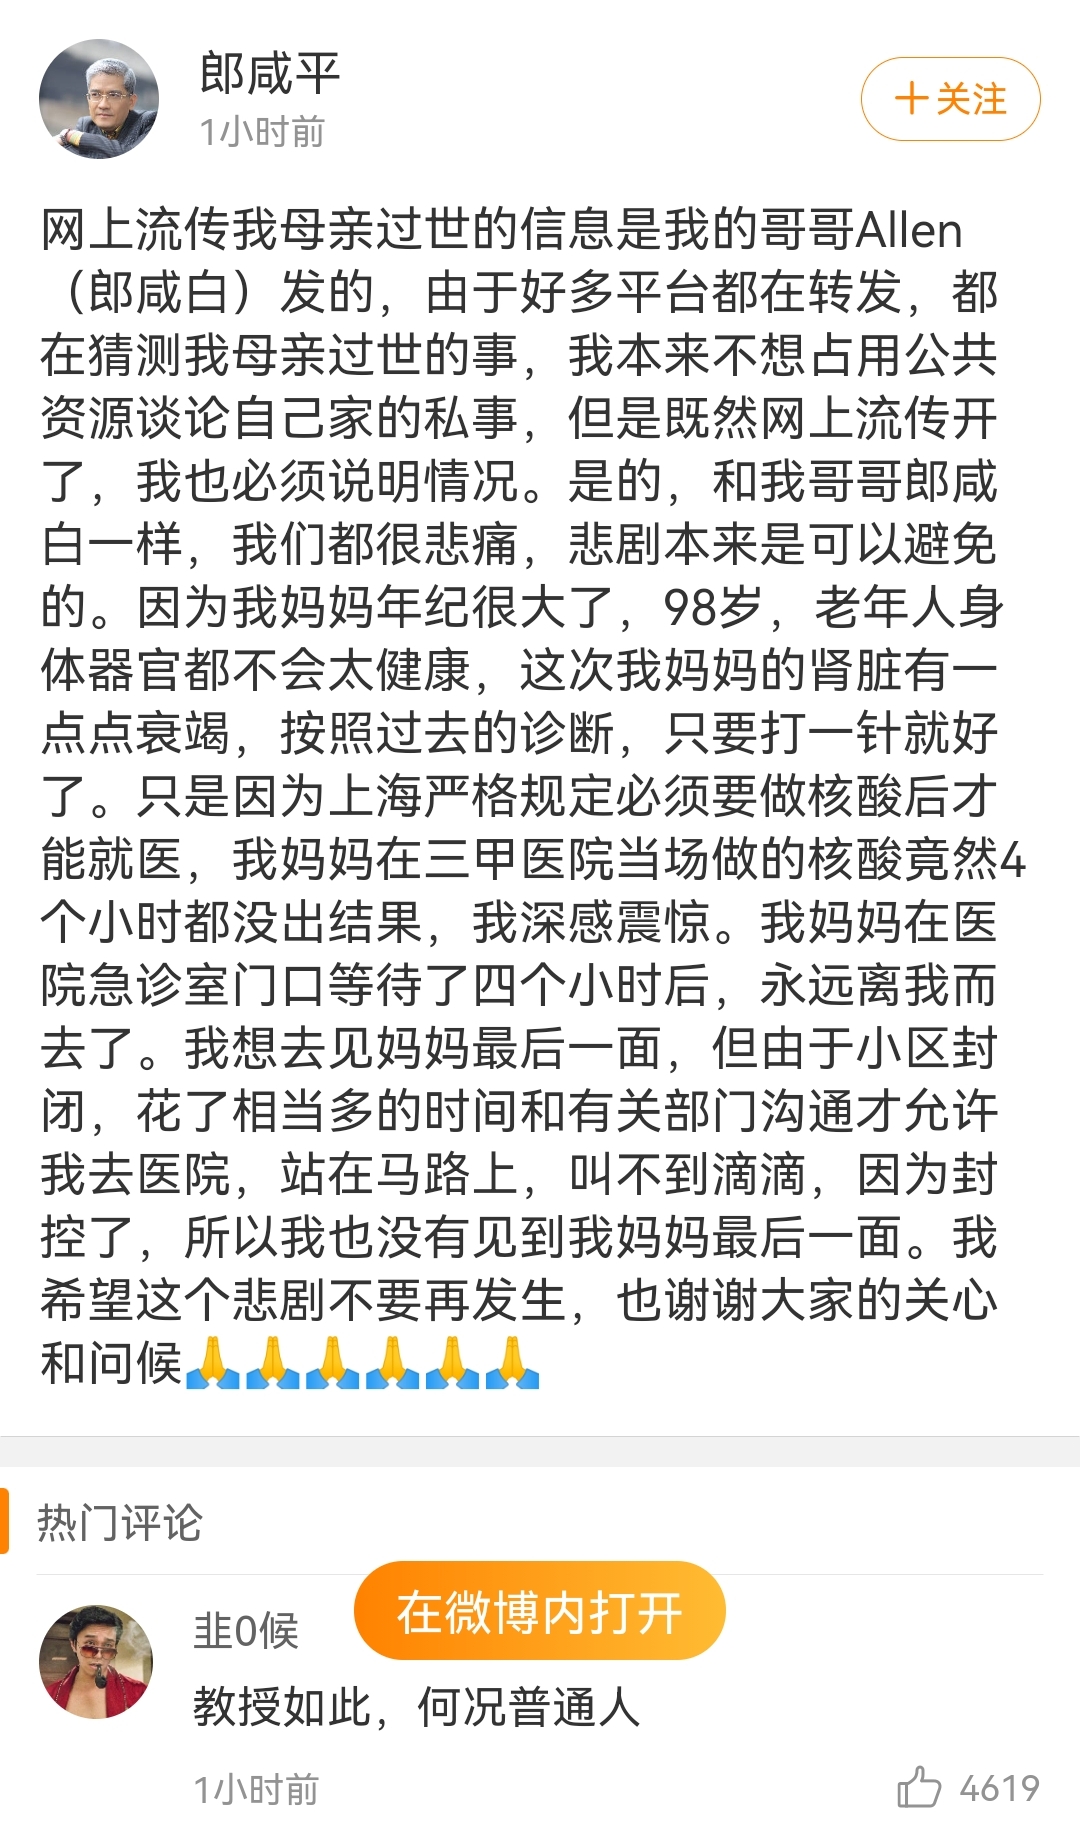 郎咸平
1小时前
关注
网上流传我母亲过世的信息是我的哥哥Allen
（郎咸白）发的，由于好多平台都在转发，都
在猜测我母亲过世的事，我本来不想占用公共
资源谈论自己家的私事，但是既然网上流传开
了，我也必须说明情况。是的，和我哥哥郎咸
白一样，我们都很悲痛，悲剧本来是可以避免
的。因为我妈妈年纪很大了，98岁，老年人身
体器官都不会太健康，这次我妈妈的肾脏有一
点点衰竭，按照过去的诊断，只要打一针就好
了。只是因为上海严格规定必须要做核酸后才
能就医，我妈妈在三甲医院当场做的核酸竟然4
个小时都没出结果，我深感震惊。我妈妈在医
院急诊室门口等待了四个小时后，永远离我而
去了。我想去见妈妈最后一面，但由于小区封
闭，花了相当多的时间和有关部门沟通才允许
我去医院，站在马路上，叫不到滴滴，因为封
控了，所以我也没有见到我妈妈最后一面。我
希望这个悲剧不要再发生，也谢谢大家的关心
和问候🙏🙏🙏🙏🙏🙏
热门评论
在微博内打开
韭0候
教授如此，何况普通人
1小时前
4619